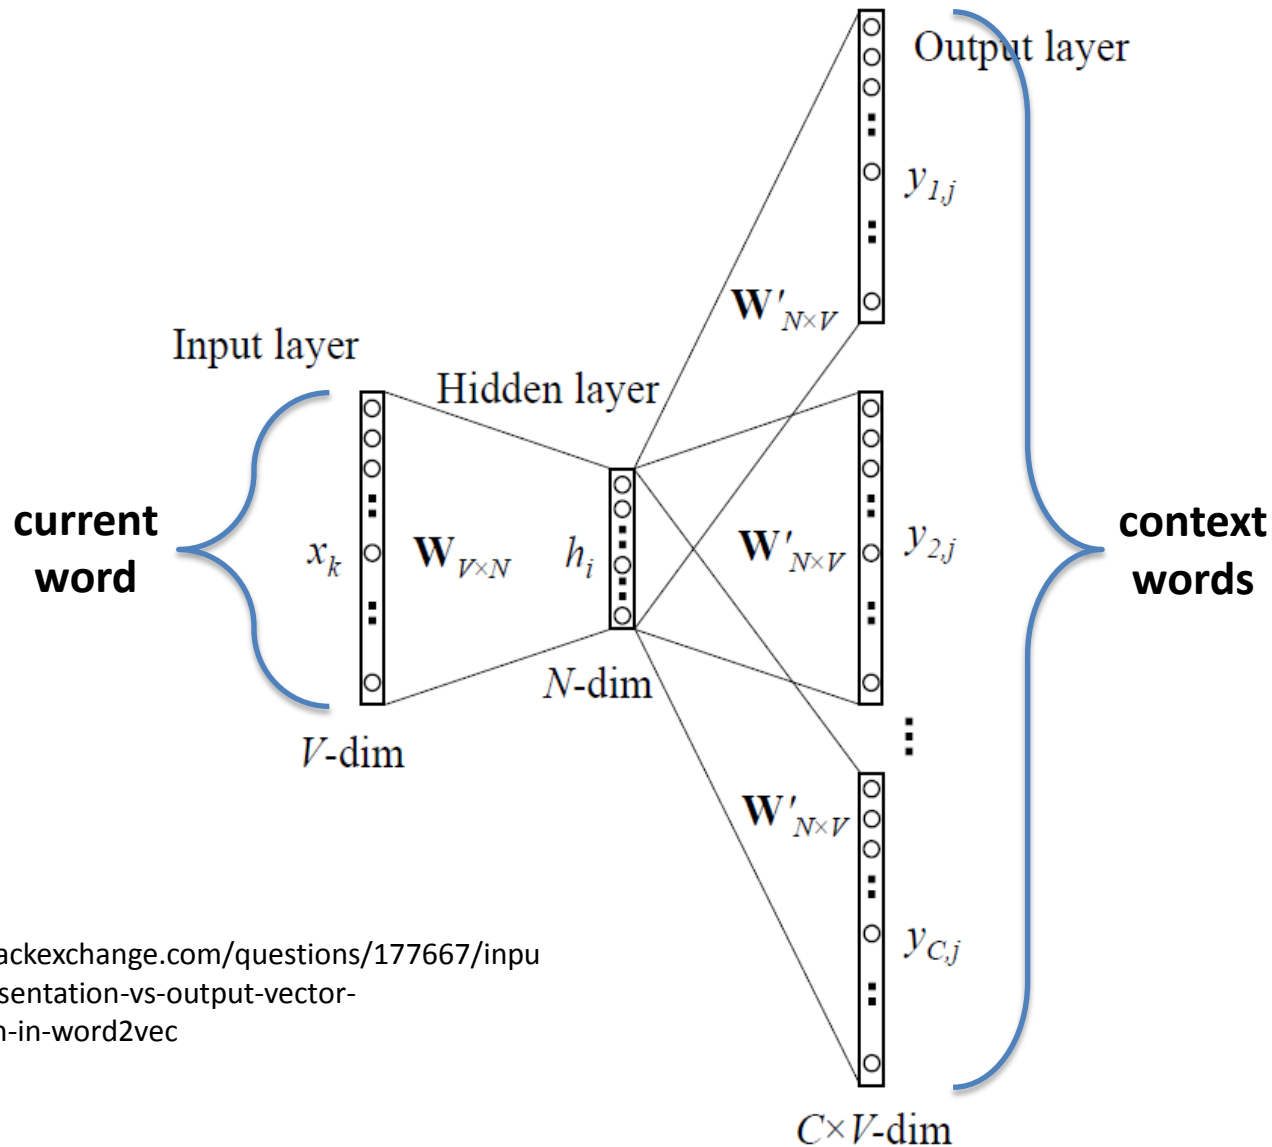 Output layer
y1,j
W'N×V
Input layer
Hidden layer
current
word
xk
WV×N
hi
W'N×V
y2,j
context
words
N-dim
V-dim
W'N×V
yC,j
ackexchange.com/questions/177667/inpu
sentation-vs-output-vector-
n-in-word2vec
C×V-dim